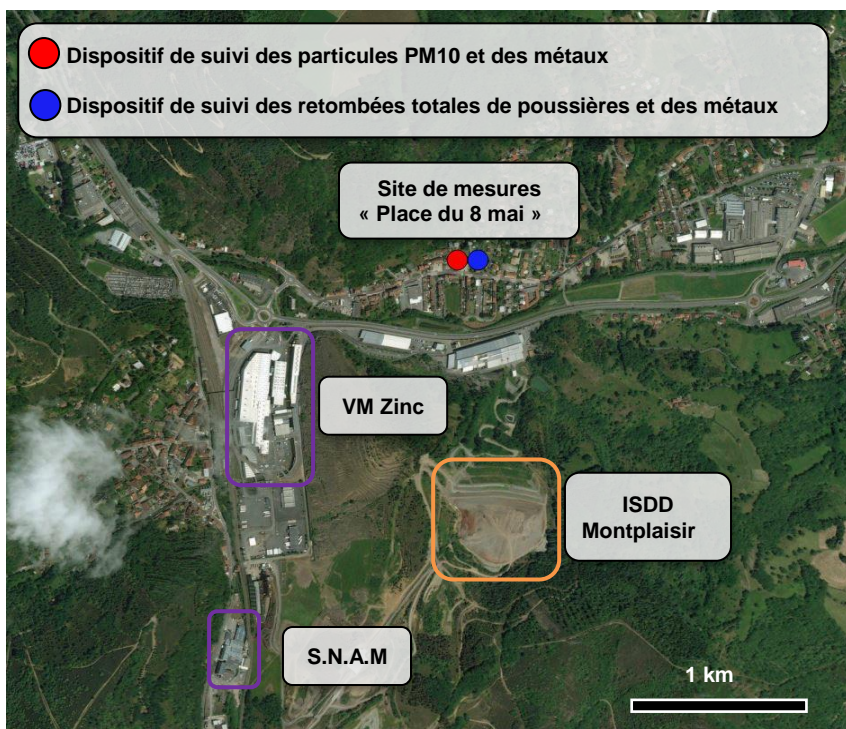 Dispositif de suivi des particules PM10 et des métaux
Dispositif de suivi des retombées totales de poussières et des métaux
Site de mesures
« Place du 8 mai »
VM Zinc
ISDD
Montplaisir
S.N.A.M
1 km